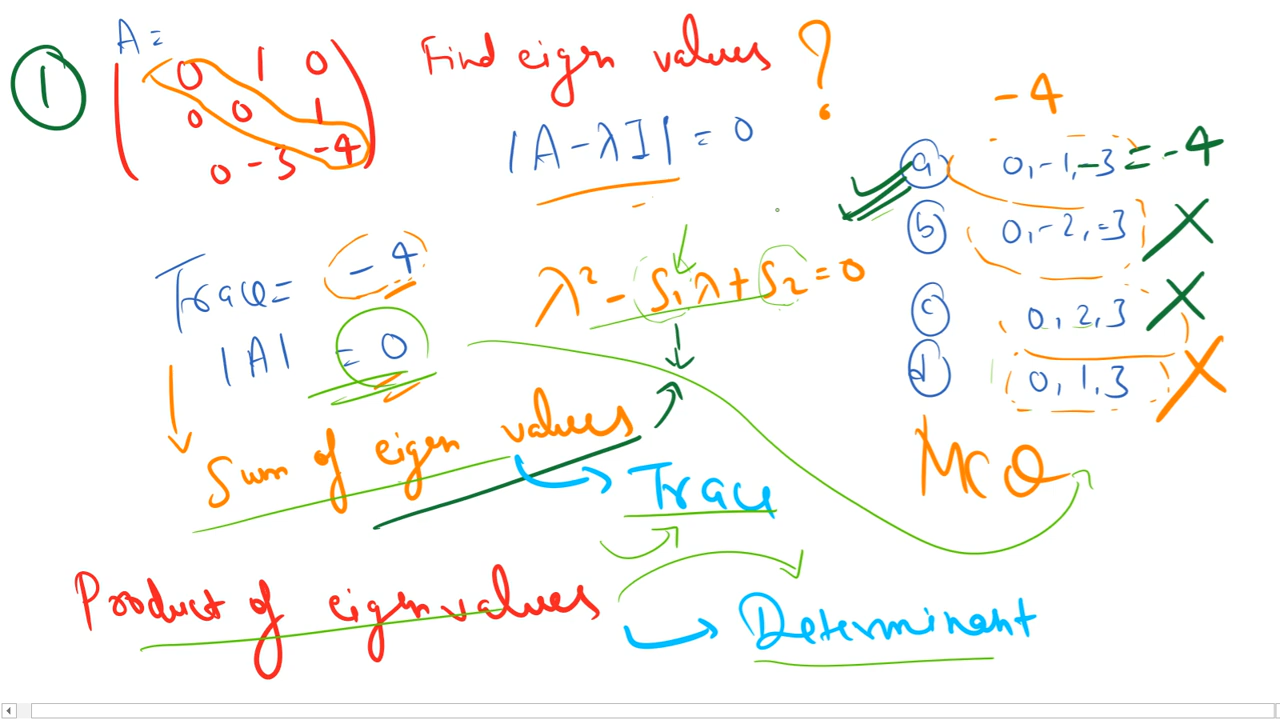 1
A =
0 1 0
0 0 1
0 -3 -4
Find eigen values ?
|A - λI| = 0
-4
a 0, -1, -3 = -4
b 0, -2, -3
c 0, 2, 3
d 0, 1, 3
MCQ
Trace = -4
|A| = 0
λ² - S₁λ + S₂ = 0
Sum of eigen values
Trace
Product of eigen values
Determinant